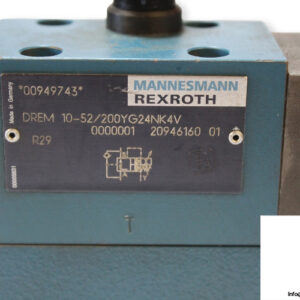 *00949743*
MANNESMANN
REXROTH
Made in Germany
DREM 10-52/200YG24NK4V
0000001 20946160 01
R29
T